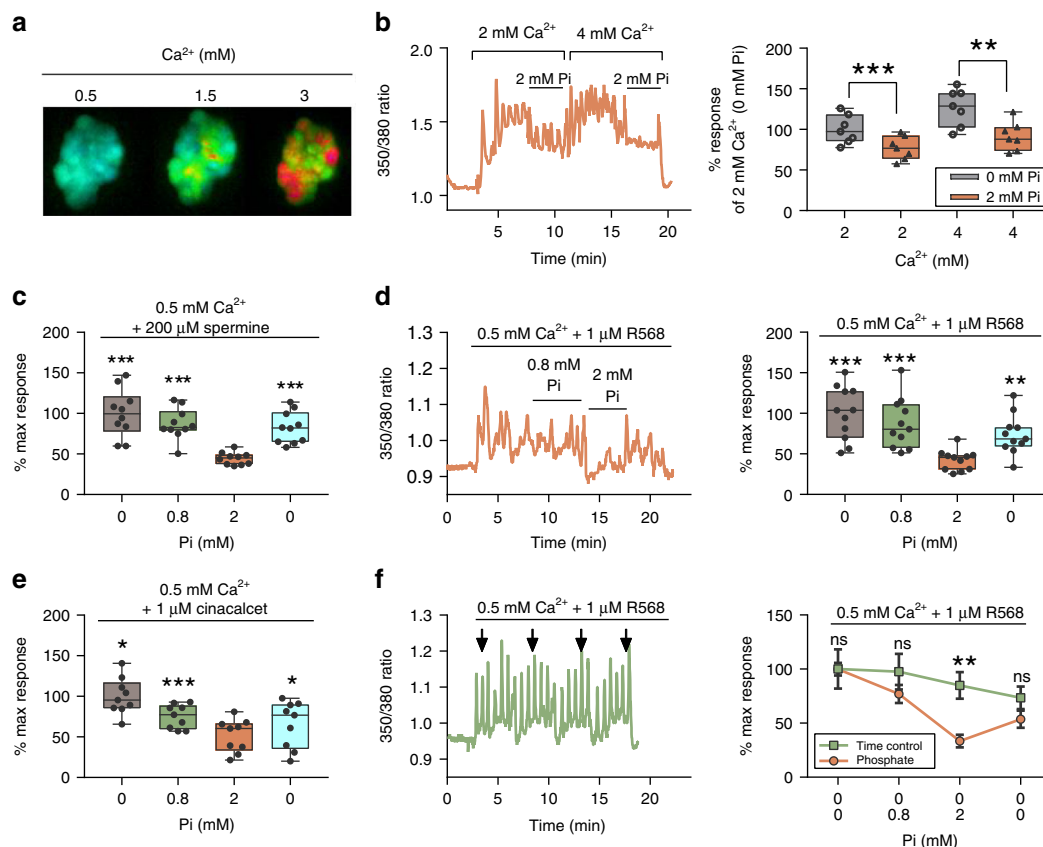 a
Ca²⁺ (mM)
0.5 1.5 3
b
2 mM Ca²⁺ 4 mM Ca²⁺
2 mM Pi 2 mM Pi
350/380 ratio
2.0
1.5
1.0
5 10 15 20
Time (min)
% response
of 2 mM Ca²⁺ (0 mM Pi)
200
150
100
50
0
*** **
0 mM Pi
2 mM Pi
2 2 4 4
Ca²⁺ (mM)
c
0.5 mM Ca²⁺
+ 200 μM spermine
% max response
200
150
100
50
0
*** *** ***
0 0.8 2 0
Pi (mM)
d
0.5 mM Ca²⁺ + 1 μM R568
0.8 mM
Pi
2 mM
Pi
350/380 ratio
1.3
1.2
1.1
1.0
0.9
0 5 10 15 20
Time (min)
0.5 mM Ca²⁺ + 1 μM R568
% max response
200
150
100
50
0
*** *** **
0 0.8 2 0
Pi (mM)
e
0.5 mM Ca²⁺
+ 1 μM cinacalcet
% max response
200
150
100
50
0
* *** *
0 0.8 2 0
Pi (mM)
f
0.5 mM Ca²⁺ + 1 μM R568
350/380 ratio
1.3
1.2
1.1
1.0
0.9
0 5 10 15 20
Time (min)
0.5 mM Ca²⁺ + 1 μM R568
% max response
150
100
50
0
ns ns ** ns
Time control
Phosphate
0 0 0 0
0 0.8 2 0
Pi (mM)